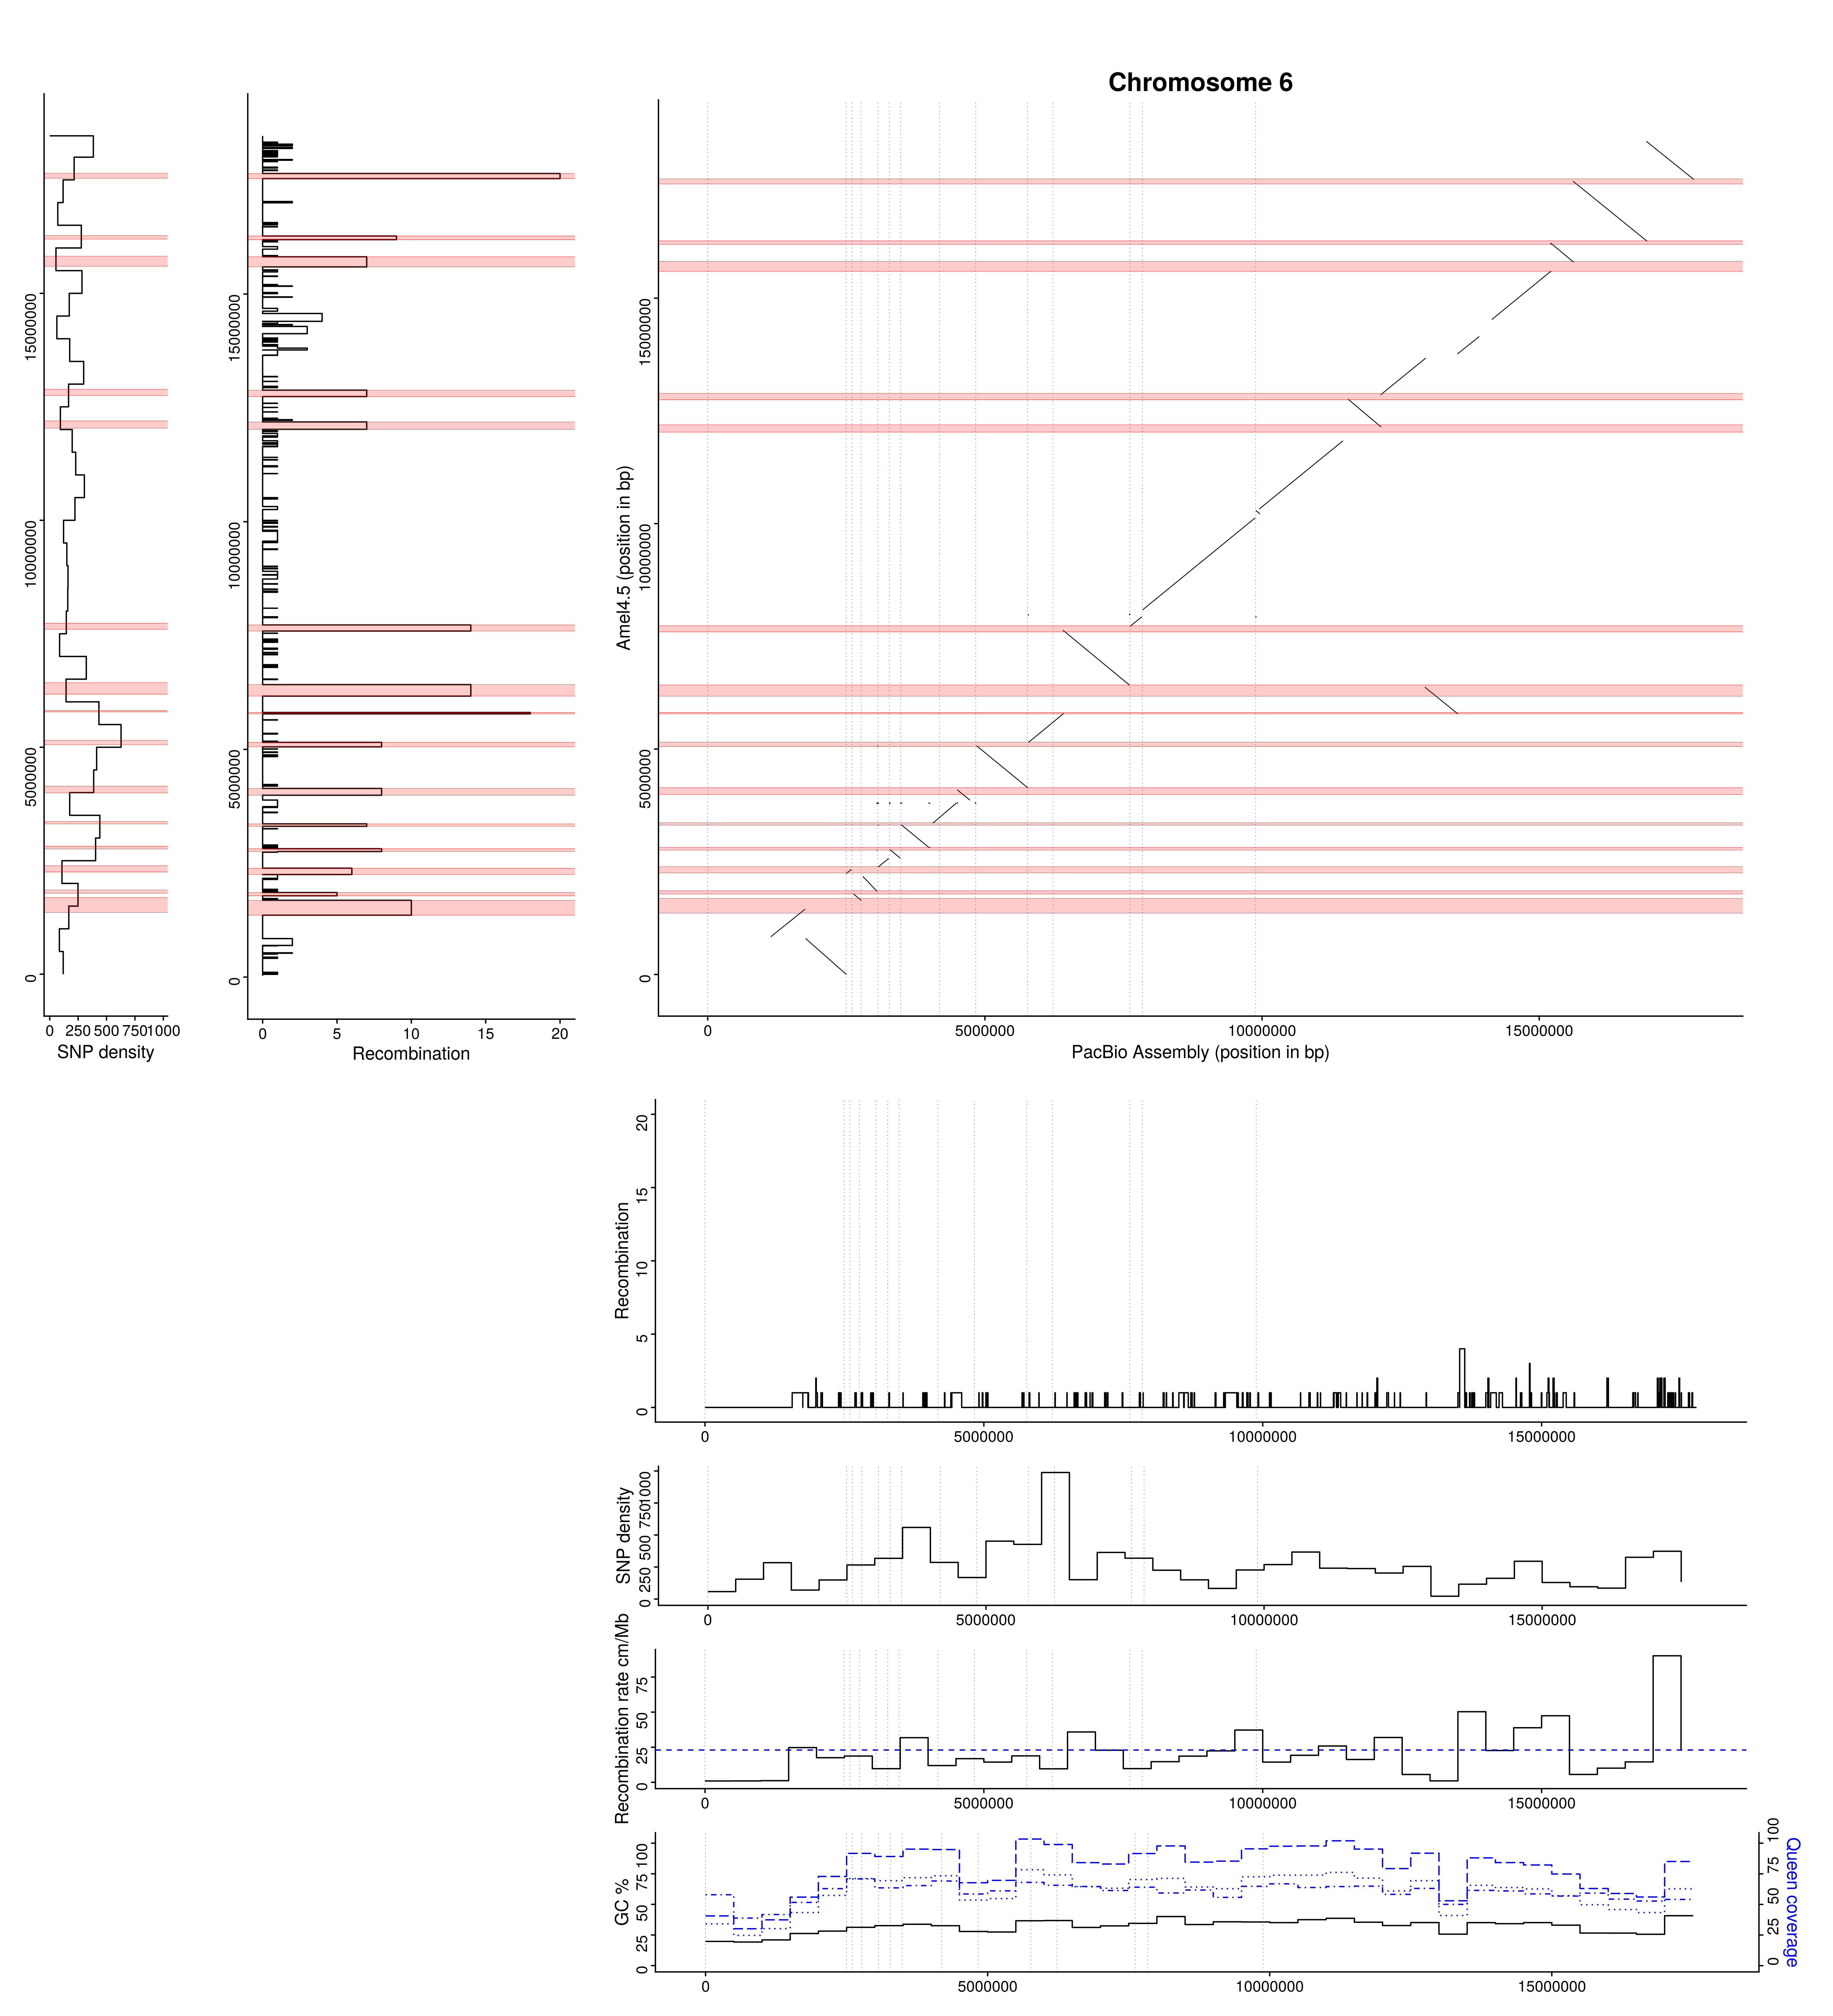 Chromosome 6
0
5000000
10000000
15000000
0 250 500 750 1000
SNP density
0
5000000
10000000
15000000
0 5 10 15 20
Recombination
Amel4.5 (position in bp)
0
5000000
10000000
15000000
0 5000000 10000000 15000000
PacBio Assembly (position in bp)
Recombination
0 5 10 15 20
0 5000000 10000000 15000000
SNP density
0 250 500 750 1000
0 5000000 10000000 15000000
Recombination rate cm/Mb
0 25 50 75
0 5000000 10000000 15000000
GC %
0 25 50 75 100
Queen coverage
0 25 50 75 100
0 5000000 10000000 15000000